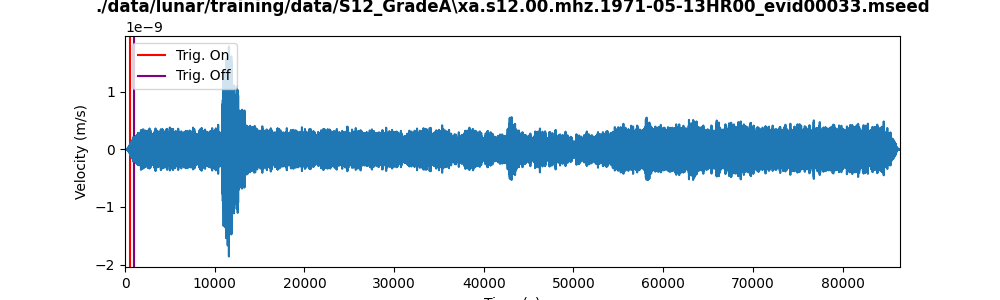 ./data/lunar/training/data/S12_GradeA\xa.s12.00.mhz.1971-05-13HR00_evid00033.mseed
1e−9
Trig. On
Trig. Off
Velocity (m/s)
1
0
−1
−2
0 10000 20000 30000 40000 50000 60000 70000 80000